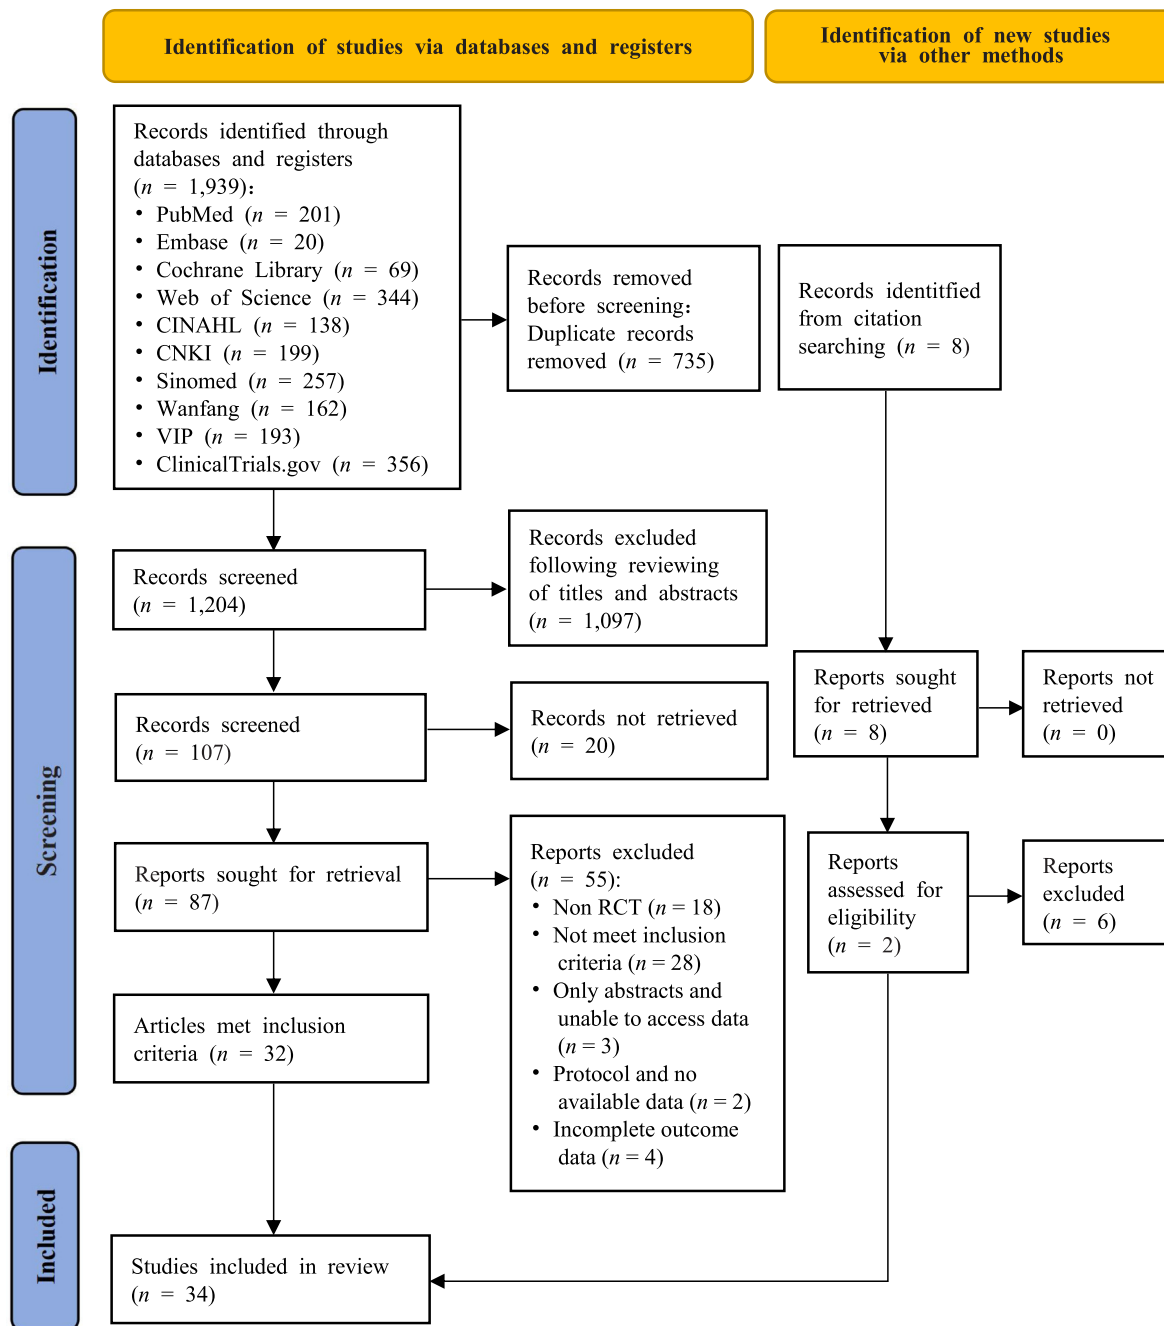 Identification of studies via databases and registers
Identification of new studies
via other methods
Identification
Records identified through
databases and registers
(n = 1,939):
• PubMed (n = 201)
• Embase (n = 20)
• Cochrane Library (n = 69)
• Web of Science (n = 344)
• CINAHL (n = 138)
• CNKI (n = 199)
• Sinomed (n = 257)
• Wanfang (n = 162)
• VIP (n = 193)
• ClinicalTrials.gov (n = 356)
Records removed
before screening:
Duplicate records
removed (n = 735)
Records identitfied
from citation
searching (n = 8)
Screening
Records screened
(n = 1,204)
Records excluded
following reviewing
of titles and abstracts
(n = 1,097)
Records screened
(n = 107)
Records not retrieved
(n = 20)
Reports sought
for retrieved
(n = 8)
Reports not
retrieved
(n = 0)
Reports sought for retrieval
(n = 87)
Reports excluded
(n = 55):
• Non RCT (n = 18)
• Not meet inclusion
criteria (n = 28)
• Only abstracts and
unable to access data
(n = 3)
• Protocol and no
available data (n = 2)
• Incomplete outcome
data (n = 4)
Reports
assessed for
eligibility
(n = 2)
Reports
excluded
(n = 6)
Articles met inclusion
criteria (n = 32)
Included
Studies included in review
(n = 34)